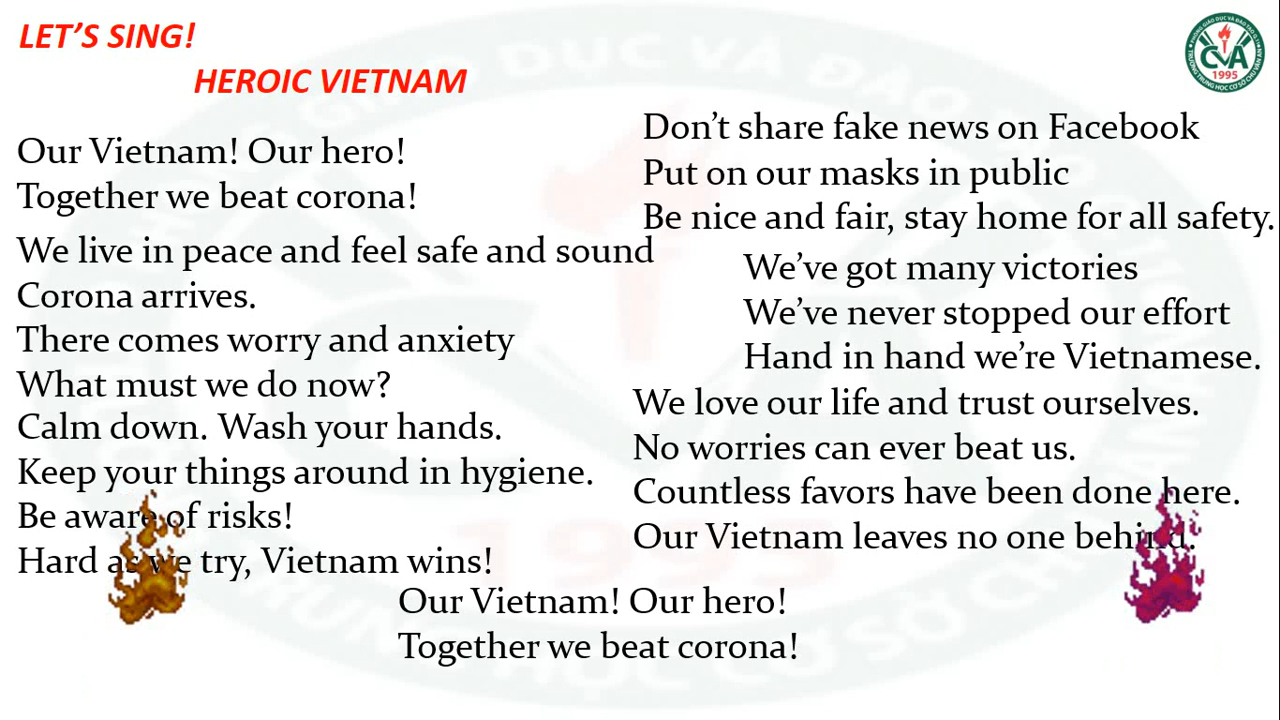 LET’S SING!
HEROIC VIETNAM
Our Vietnam! Our hero!
Together we beat corona!
We live in peace and feel safe and sound
Corona arrives.
There comes worry and anxiety
What must we do now?
Calm down. Wash your hands.
Keep your things around in hygiene.
Be aware of risks!
Hard as we try, Vietnam wins!
Don’t share fake news on Facebook
Put on our masks in public
Be nice and fair, stay home for all safety.
We’ve got many victories
We’ve never stopped our effort
Hand in hand we’re Vietnamese.
We love our life and trust ourselves.
No worries can ever beat us.
Countless favors have been done here.
Our Vietnam leaves no one behind.
Our Vietnam! Our hero!
Together we beat corona!
CVA
1995